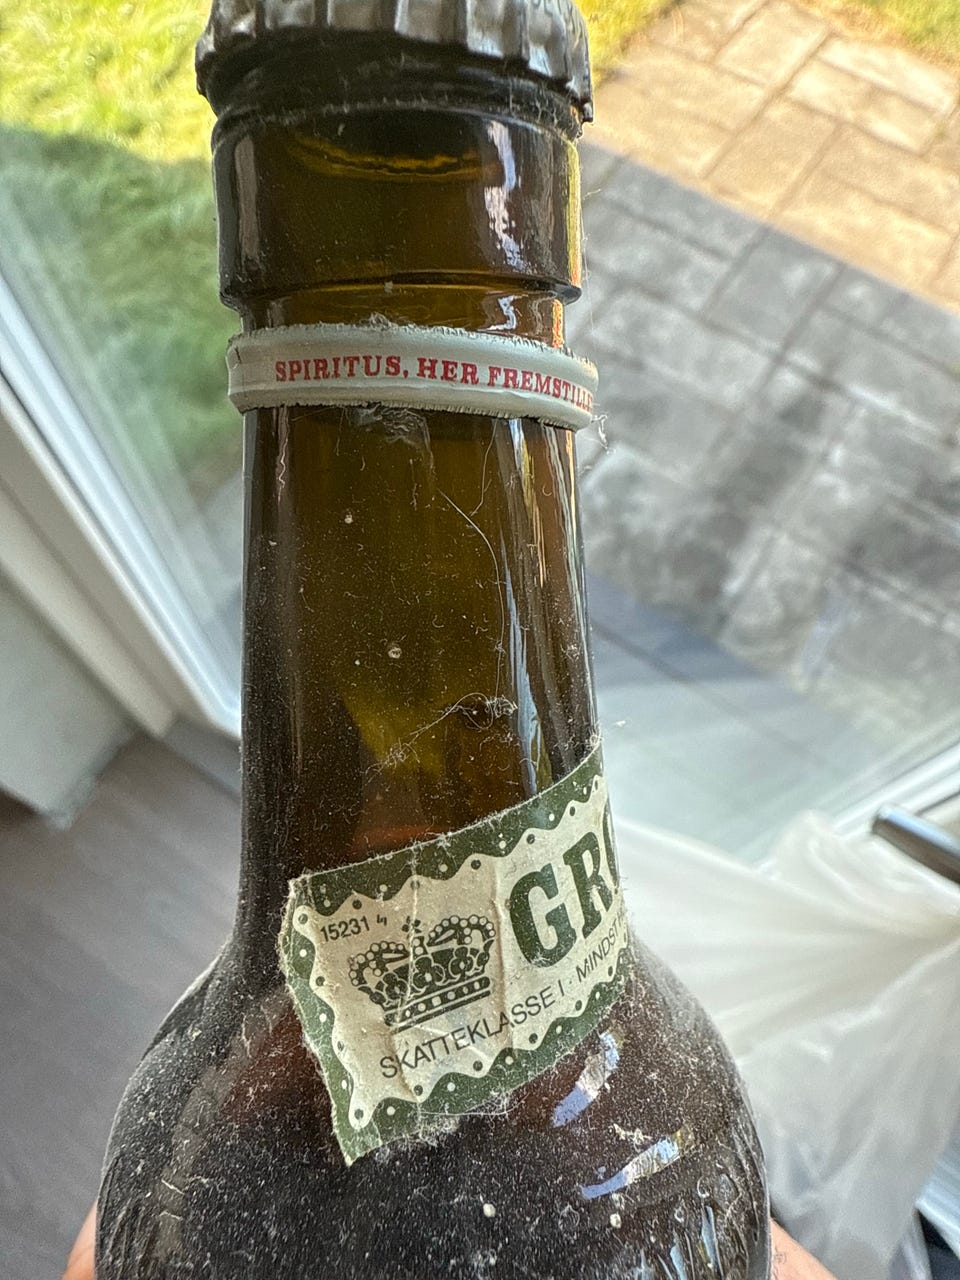 SPIRITUS, HER FREMSTILLE
15231 4
GR
SKATTEKLASSE I · MINDST